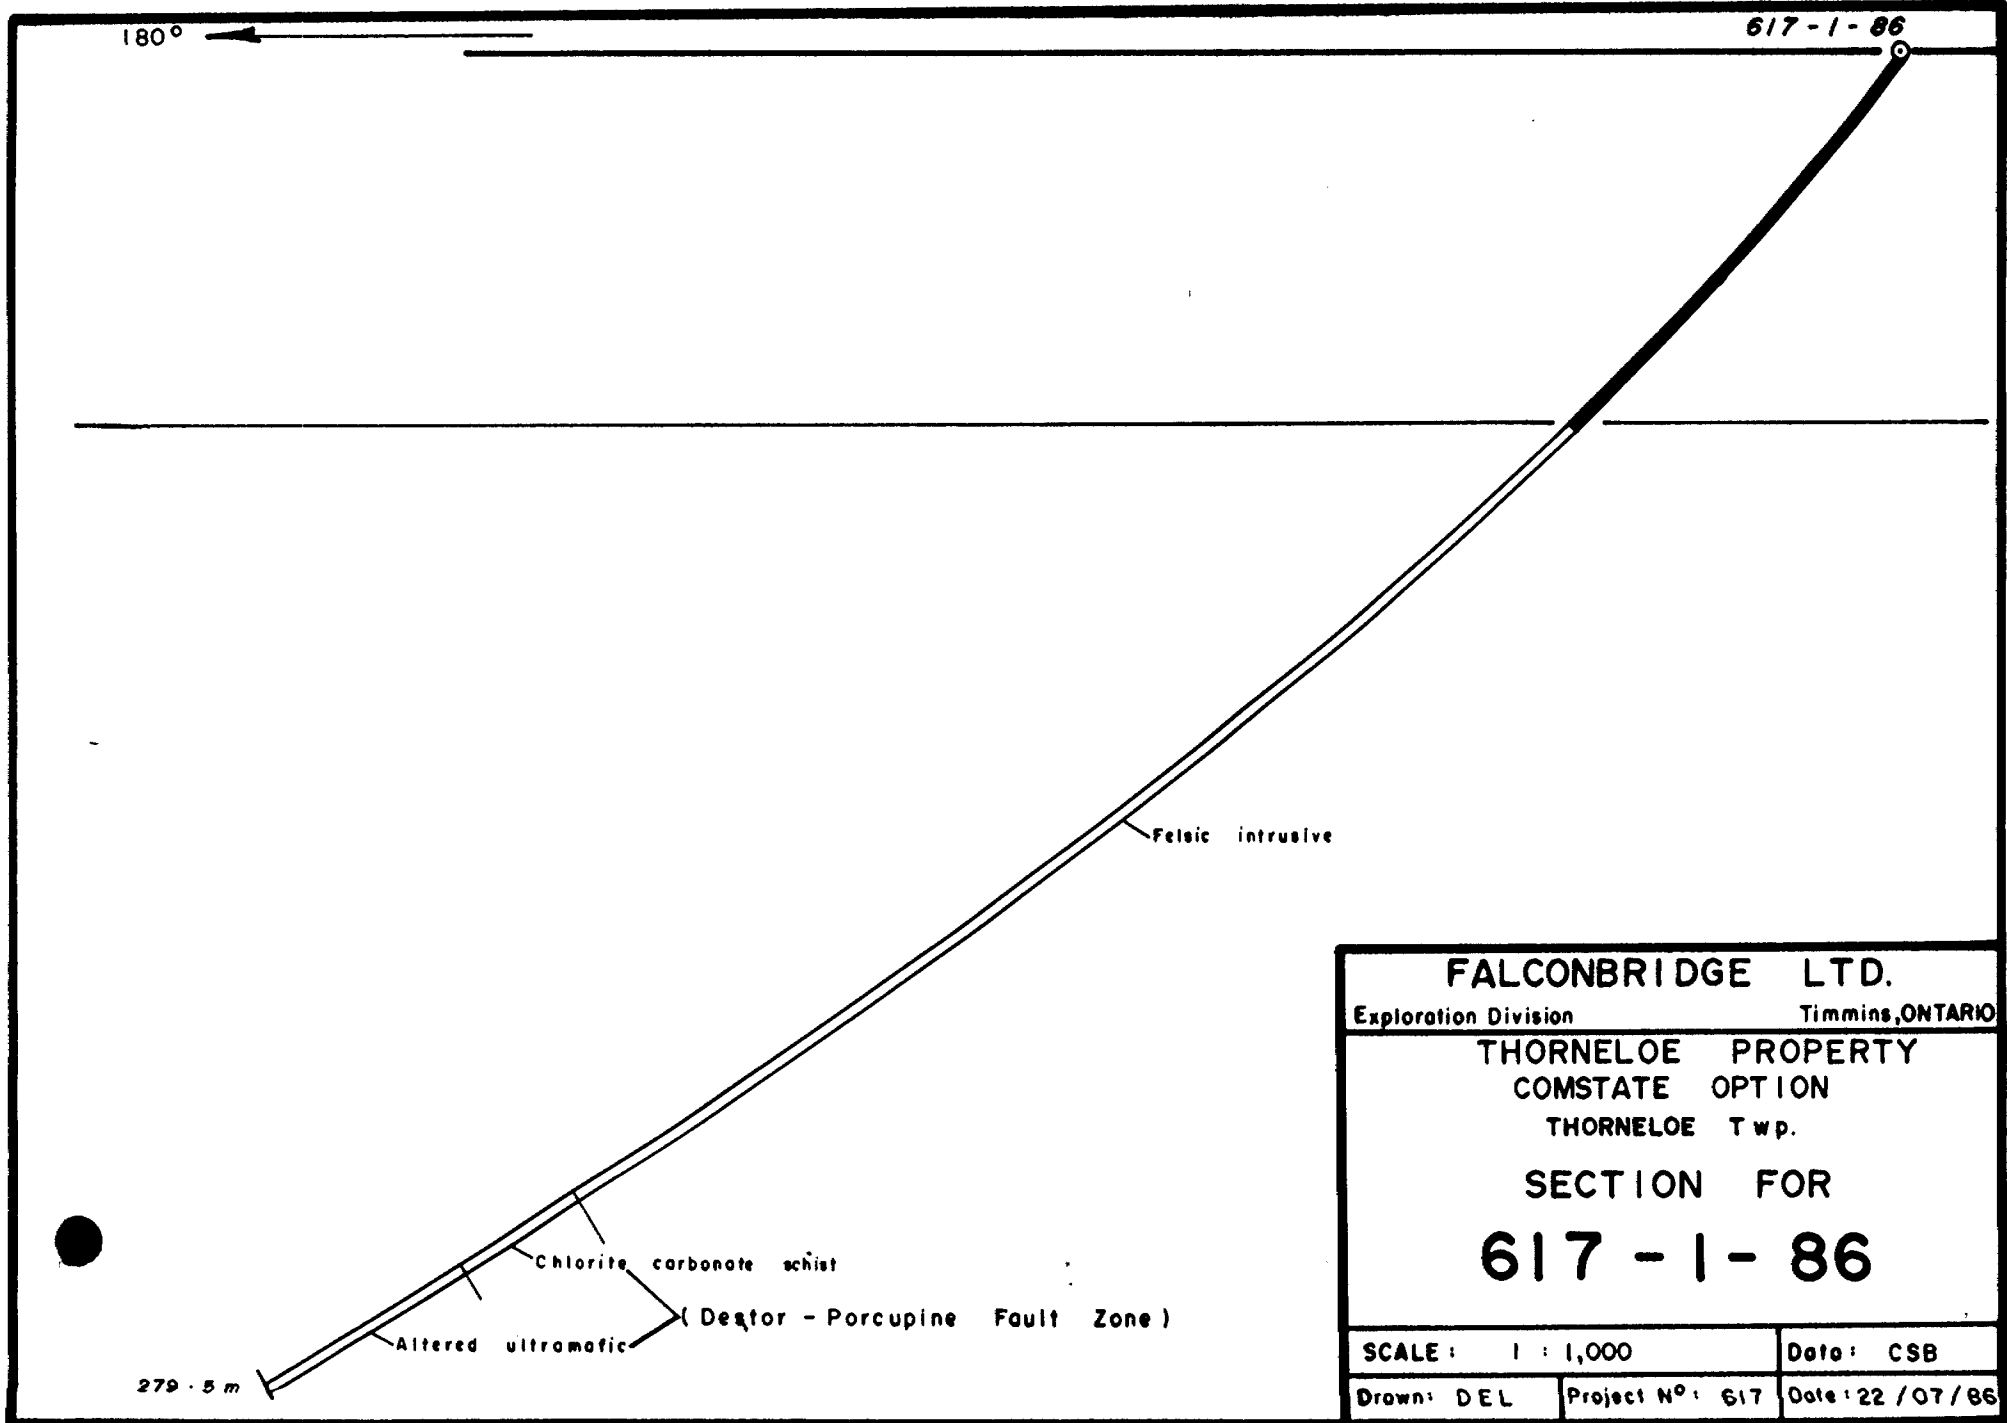 180°
617-1-86
Felsic intrusive
Chlorite carbonate schist
(Destor - Porcupine Fault Zone)
Altered ultramafic
279.5 m
FALCONBRIDGE LTD.
Exploration Division Timmins, ONTARIO
THORNELOE PROPERTY
COMSTATE OPTION
THORNELOE Twp.
SECTION FOR
617-1-86
SCALE: 1 : 1,000 Data: CSB
Drawn: DEL Project Nº: 617 Date: 22/07/86